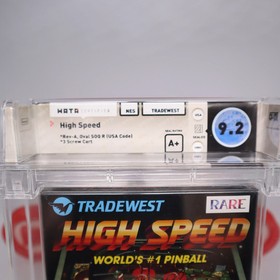 WATA
NES
TRADEWEST
High Speed
*Rev-A, Oval SOQ R (USA Code)
*3 Screw Cart
A+
9.2
TRADEWEST
RARE
HIGH SPEED
WORLD'S #1 PINBALL